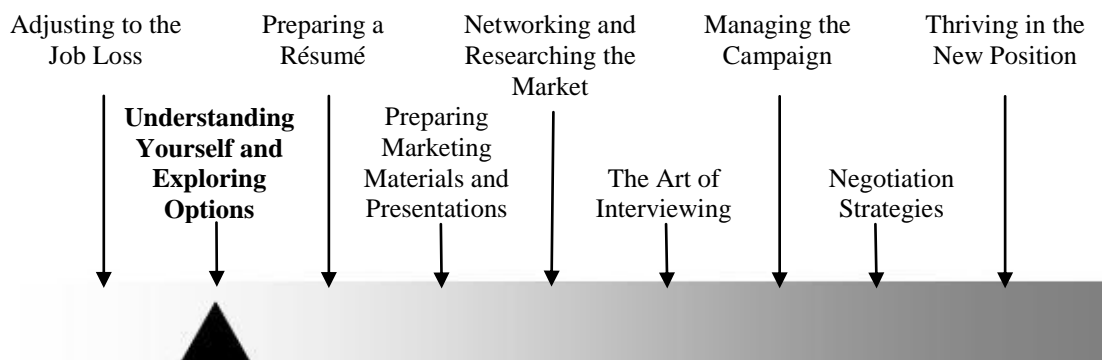 Adjusting to the
Job Loss
Understanding
Yourself and
Exploring
Options
Preparing a
Résumé
Preparing
Marketing
Materials and
Presentations
Networking and
Researching the
Market
The Art of
Interviewing
Managing the
Campaign
Negotiation
Strategies
Thriving in the
New Position